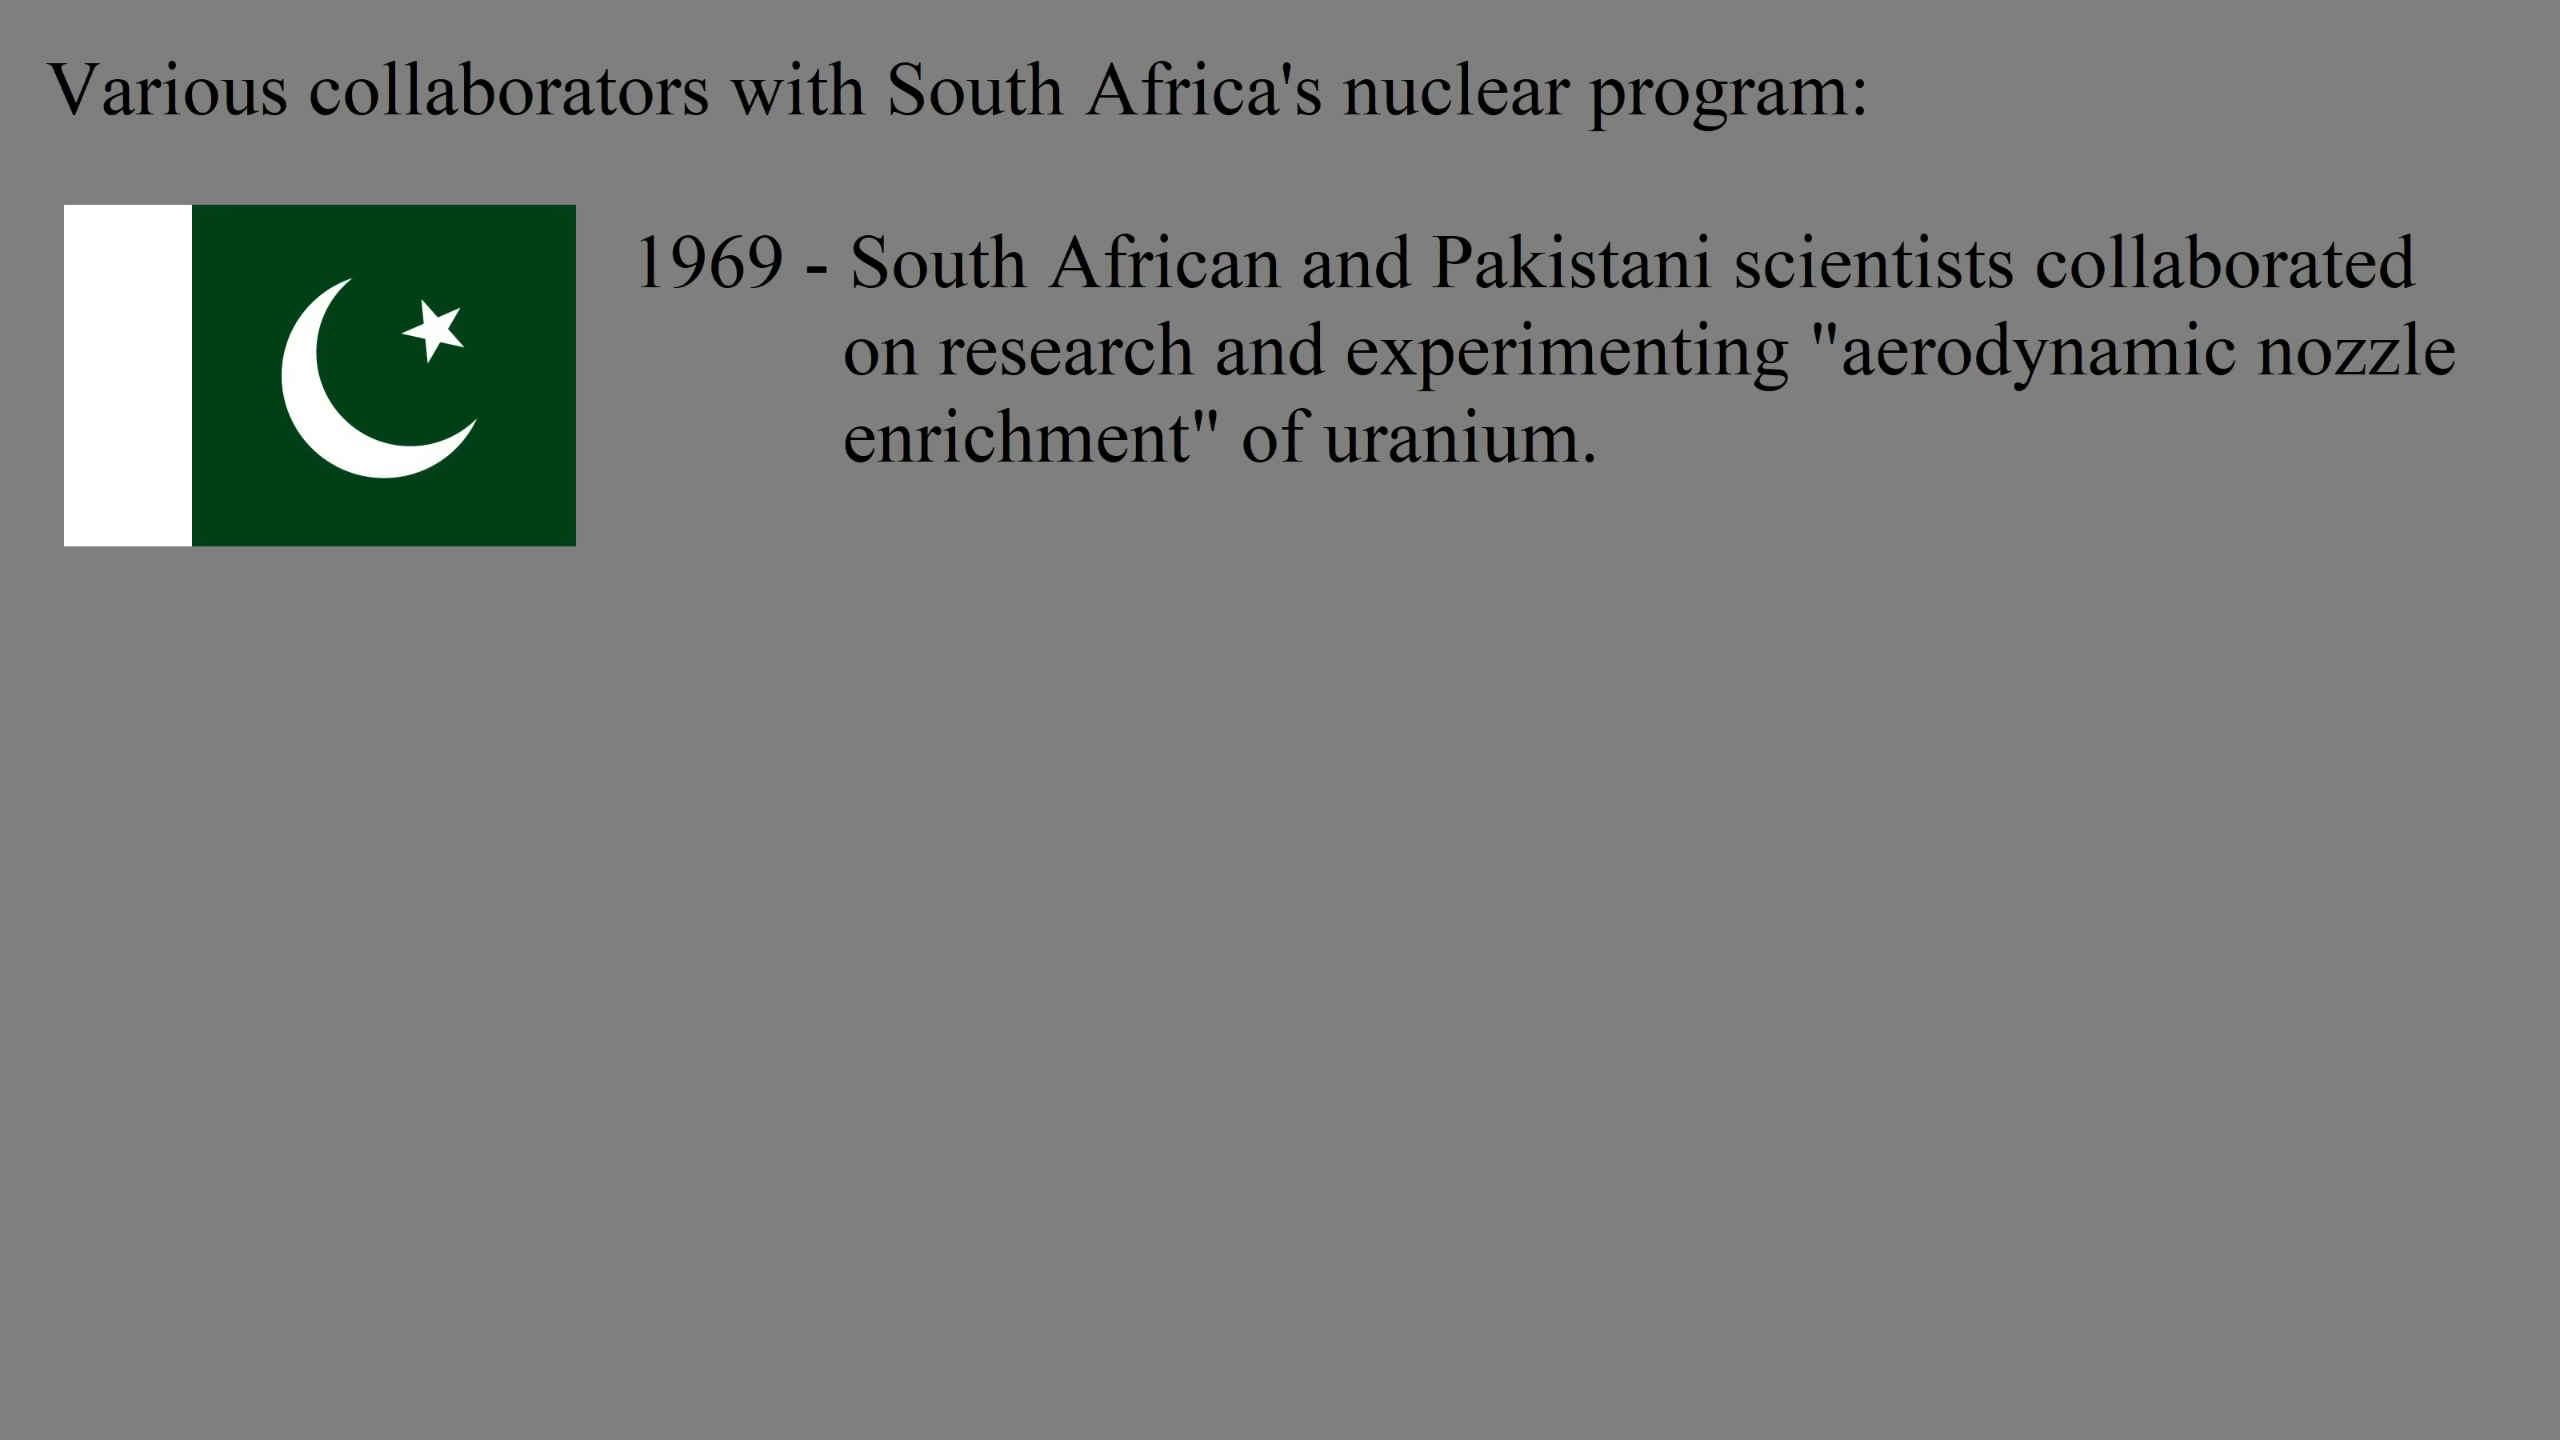 Various collaborators with South Africa's nuclear program:
1969 - South African and Pakistani scientists collaborated
on research and experimenting "aerodynamic nozzle
enrichment" of uranium.